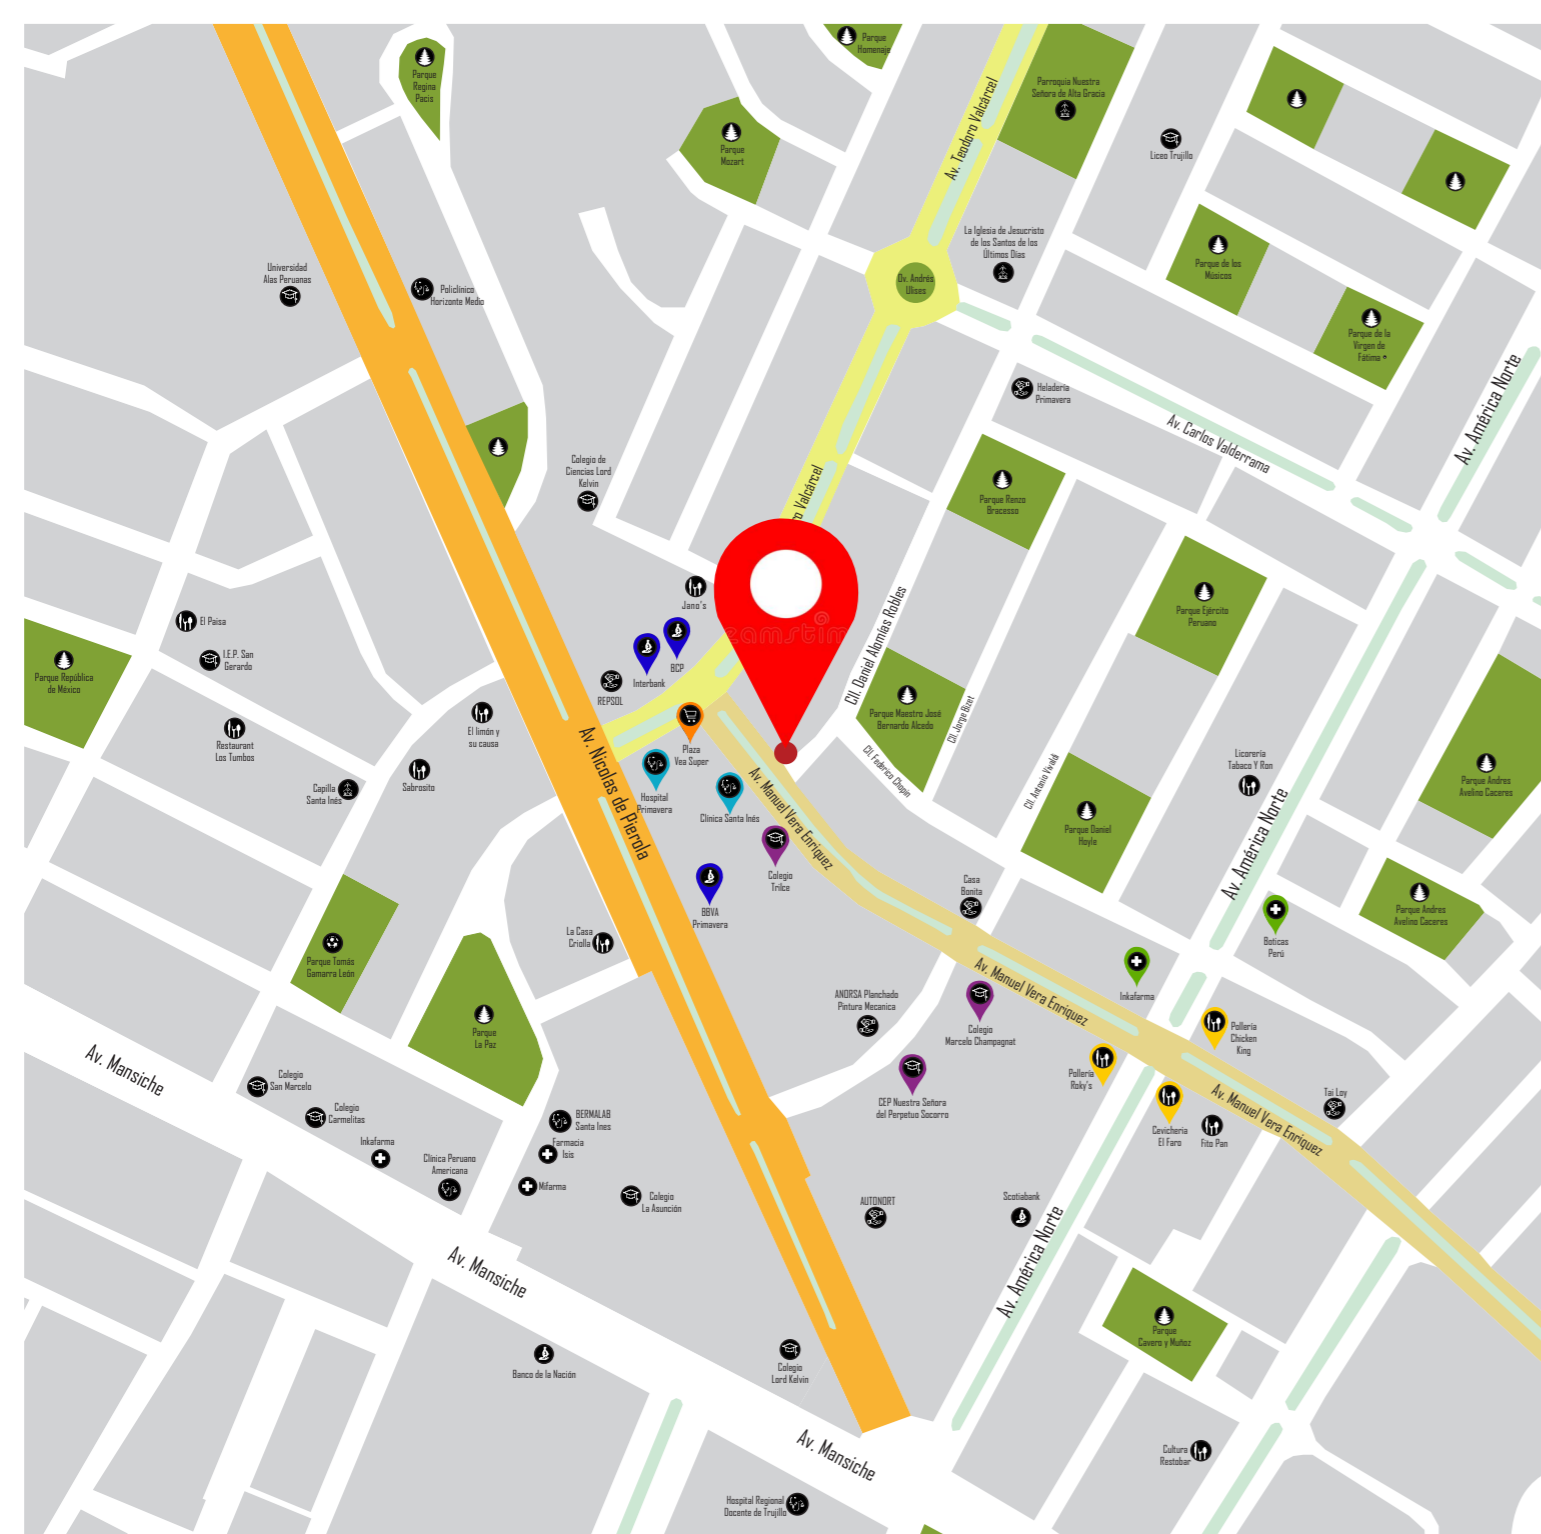 Parque
Homenaje
Parque
Regina
Pacis
Parroquia Nuestra
Señora de Alta Gracia
Av. Teodoro Valcárcel
Parque
Mozart
Liceo Trujillo
La Iglesia de Jesucristo
de los Santos de los
Últimos Días
Parque de los
Músicos
Universidad
Alas Peruanas
Policlínico
Horizonte Medio
Ov. Andrés
Ulises
Parque de la
Virgen de
Fátima
Heladería
Primavera
Av. América Norte
Av. Carlos Valderrama
Colegio de
Ciencias Lord
Kelvin
Parque Renzo
Bracesso
ro Valcárcel
Jano's
Parque Ejército
Peruano
El Paisa
eamstim
Cll. Daniel Alomías Robles
I.E.P. San
Gerardo
BCP
Interbank
Parque República
de México
REPSOL
Parque Maestro José
Bernardo Alcedo
Cll. Jorge Bizet
El limón y
su causa
Restaurant
Los Tumbos
Plaza
Vea Super
Av. Nicolas de Pierola
Cll. Federico Chopin
Cll. Antonio Vivaldi
Licorería
Tabaco Y Ron
Sabrosito
Capilla
Santa Inés
Hospital
Primavera
Clínica Santa Inés
Av. Manuel Vera Enriquez
Parque Andres
Avelino Caceres
Parque Daniel
Hoyle
Av. América Norte
Colegio
Trilce
Casa
Bonita
BBVA
Primavera
Parque Andres
Avelino Caceres
La Casa
Criolla
Boticas
Perú
Parque Tomás
Gamarra León
Av. Manuel Vera Enriquez
Inkafarma
ANORSA Planchado
Pintura Mecanica
Parque
La Paz
Colegio
Marcelo Champagnat
Pollería
Chicken
King
Av. Mansiche
Colegio
San Marcelo
Pollería
Roky's
CEP Nuestra Señora
del Perpetuo Socorro
Tai Loy
Av. Manuel Vera Enriquez
Colegio
Carmelitas
BERMALAB
Santa Ines
Cevicheria
El Faro
Fito Pan
Inkafarma
Farmacia
Isis
Clínica Peruano
Americana
Mifarma
Colegio
La Asunción
AUTONORT
Scotiabank
Av. América Norte
Av. Mansiche
Parque
Cavero y Muñoz
Banco de la Nación
Colegio
Lord Kelvin
Av. Mansiche
Cultura
Restobar
Hospital Regional
Docente de Trujillo